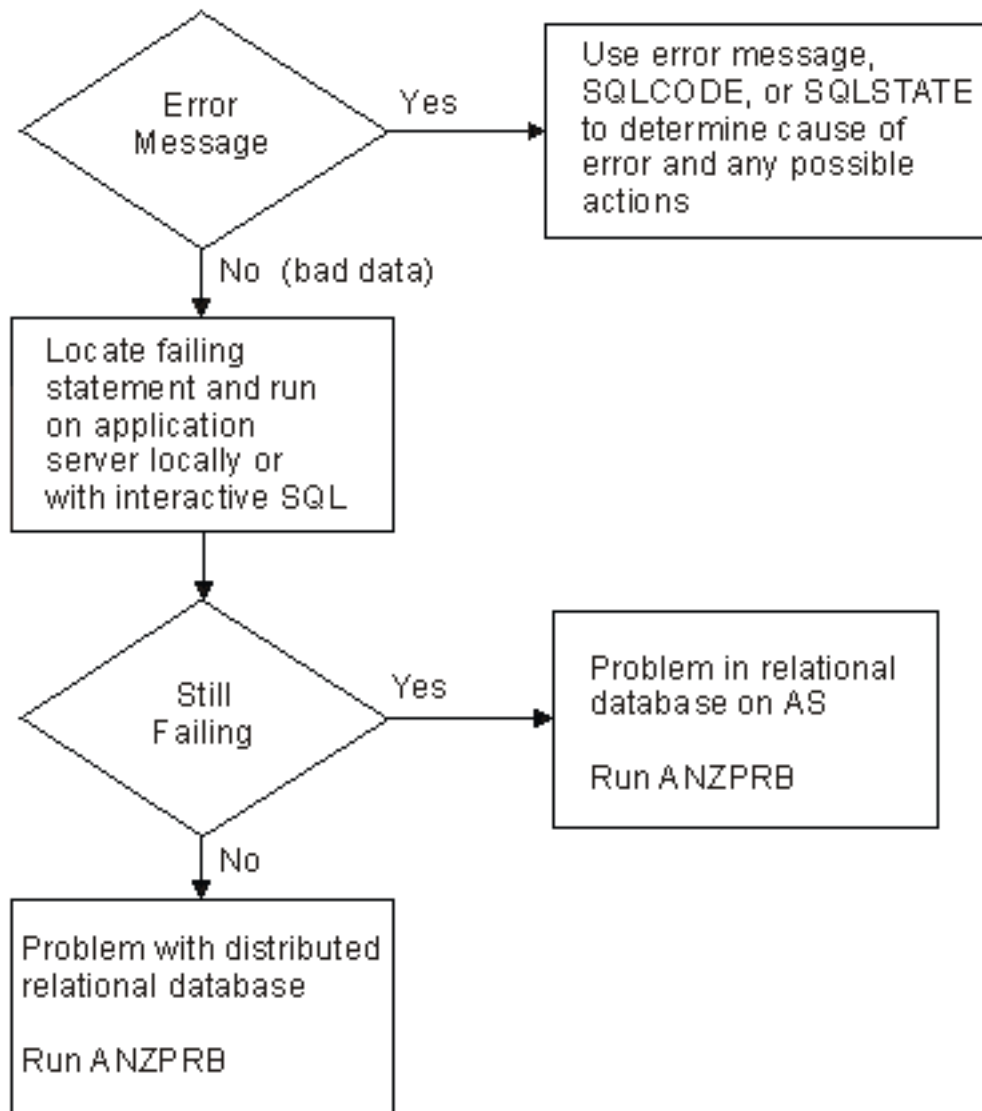 Error
Message
Yes
Use error message,
SQLCODE, or SQLSTATE
to determine cause of
error and any possible
actions
No (bad data)
Locate failing
statement and run
on application
server locally or
with interactive SQL
Still
Failing
Yes
Problem in relational
database on AS
Run ANZPRB
No
Problem with distributed
relational database
Run ANZPRB